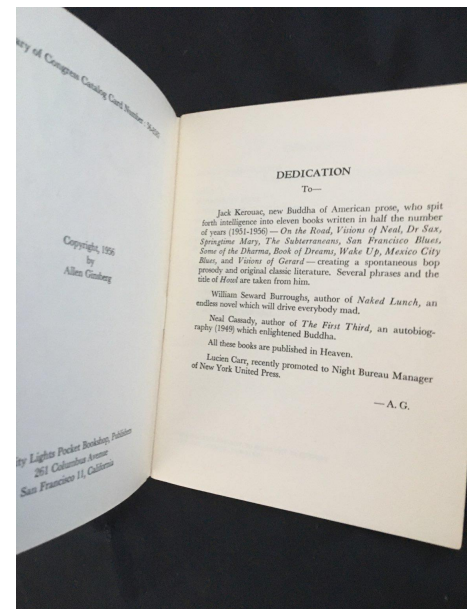 ary of Congress Catalog Card Number:
Copyright, 1956
by
Allen Ginsberg
ity Lights Pocket Bookshop, Publisher
261 Columbus Avenue
San Francisco 11, California
DEDICATION
To—
Jack Kerouac, new Buddha of American prose, who spit
forth intelligence into eleven books written in half the number
of years (1951-1956) — On the Road, Visions of Neal, Dr Sax,
Springtime Mary, The Subterraneans, San Francisco Blues,
Some of the Dharma, Book of Dreams, Wake Up, Mexico City
Blues, and Visions of Gerard — creating a spontaneous bop
prosody and original classic literature. Several phrases and the
title of Howl are taken from him.
William Seward Burroughs, author of Naked Lunch, an
endless novel which will drive everybody mad.
Neal Cassady, author of The First Third, an autobiog-
raphy (1949) which enlightened Buddha.
All these books are published in Heaven.
Lucien Carr, recently promoted to Night Bureau Manager
of New York United Press.
— A. G.